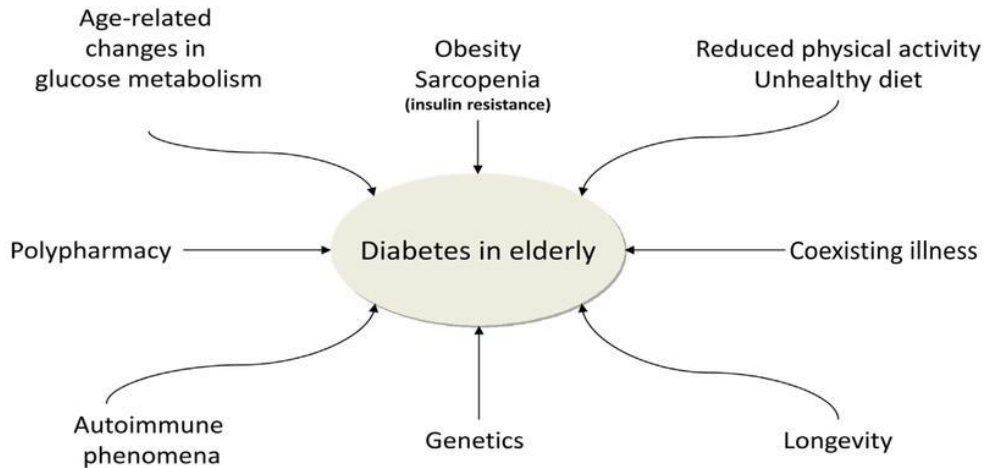 Age-related
changes in
glucose metabolism
Obesity
Sarcopenia
(insulin resistance)
Reduced physical activity
Unhealthy diet
Polypharmacy
Diabetes in elderly
Coexisting illness
Autoimmune
phenomena
Genetics
Longevity